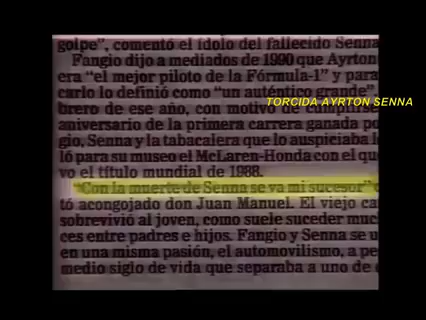 golpe", comentó el ídolo del fallecido Senna
Fangio dijo a mediados de 1990 que Ayrton
era "el mejor piloto de la Fórmula-1" y para
carlo lo definió como "un auténtico grande"
TORCIDA AYRTON SENNA
brero de ese año, con motivo de cumplirse
aniversario de la primera carrera ganada po
gio, Senna y la tabacalera que lo auspiciaba l
ló para su museo el McLaren-Honda con el qu
vo el título mundial de 1988.
"Con la muerte de Senna se va mi sucesor"
tó acongojado don Juan Manuel. El viejo ca
sobrevivió al joven, como suele suceder muc
ces entre padres e hijos. Fangio y Senna se u
en una misma pasión, el automovilismo, a pe
medio siglo de vida que separaba a uno de